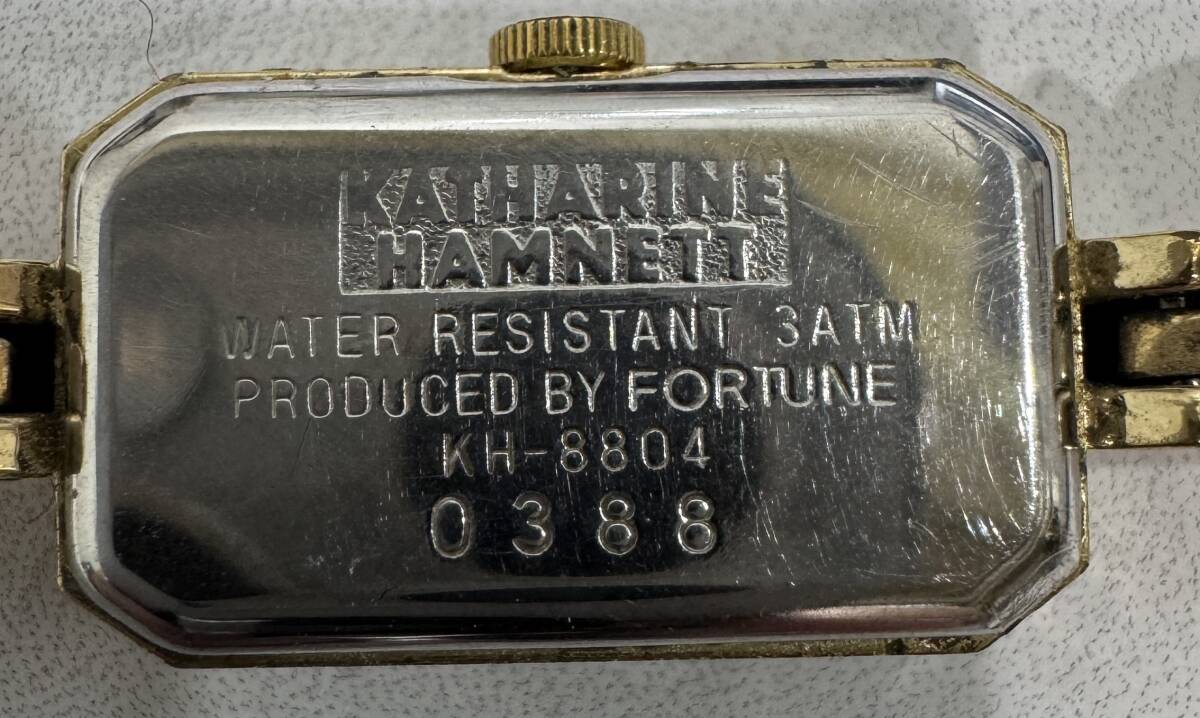 KATHARINE
HAMNETT
WATER RESISTANT 3ATM
PRODUCED BY FORTUNE
KH-8804
0388